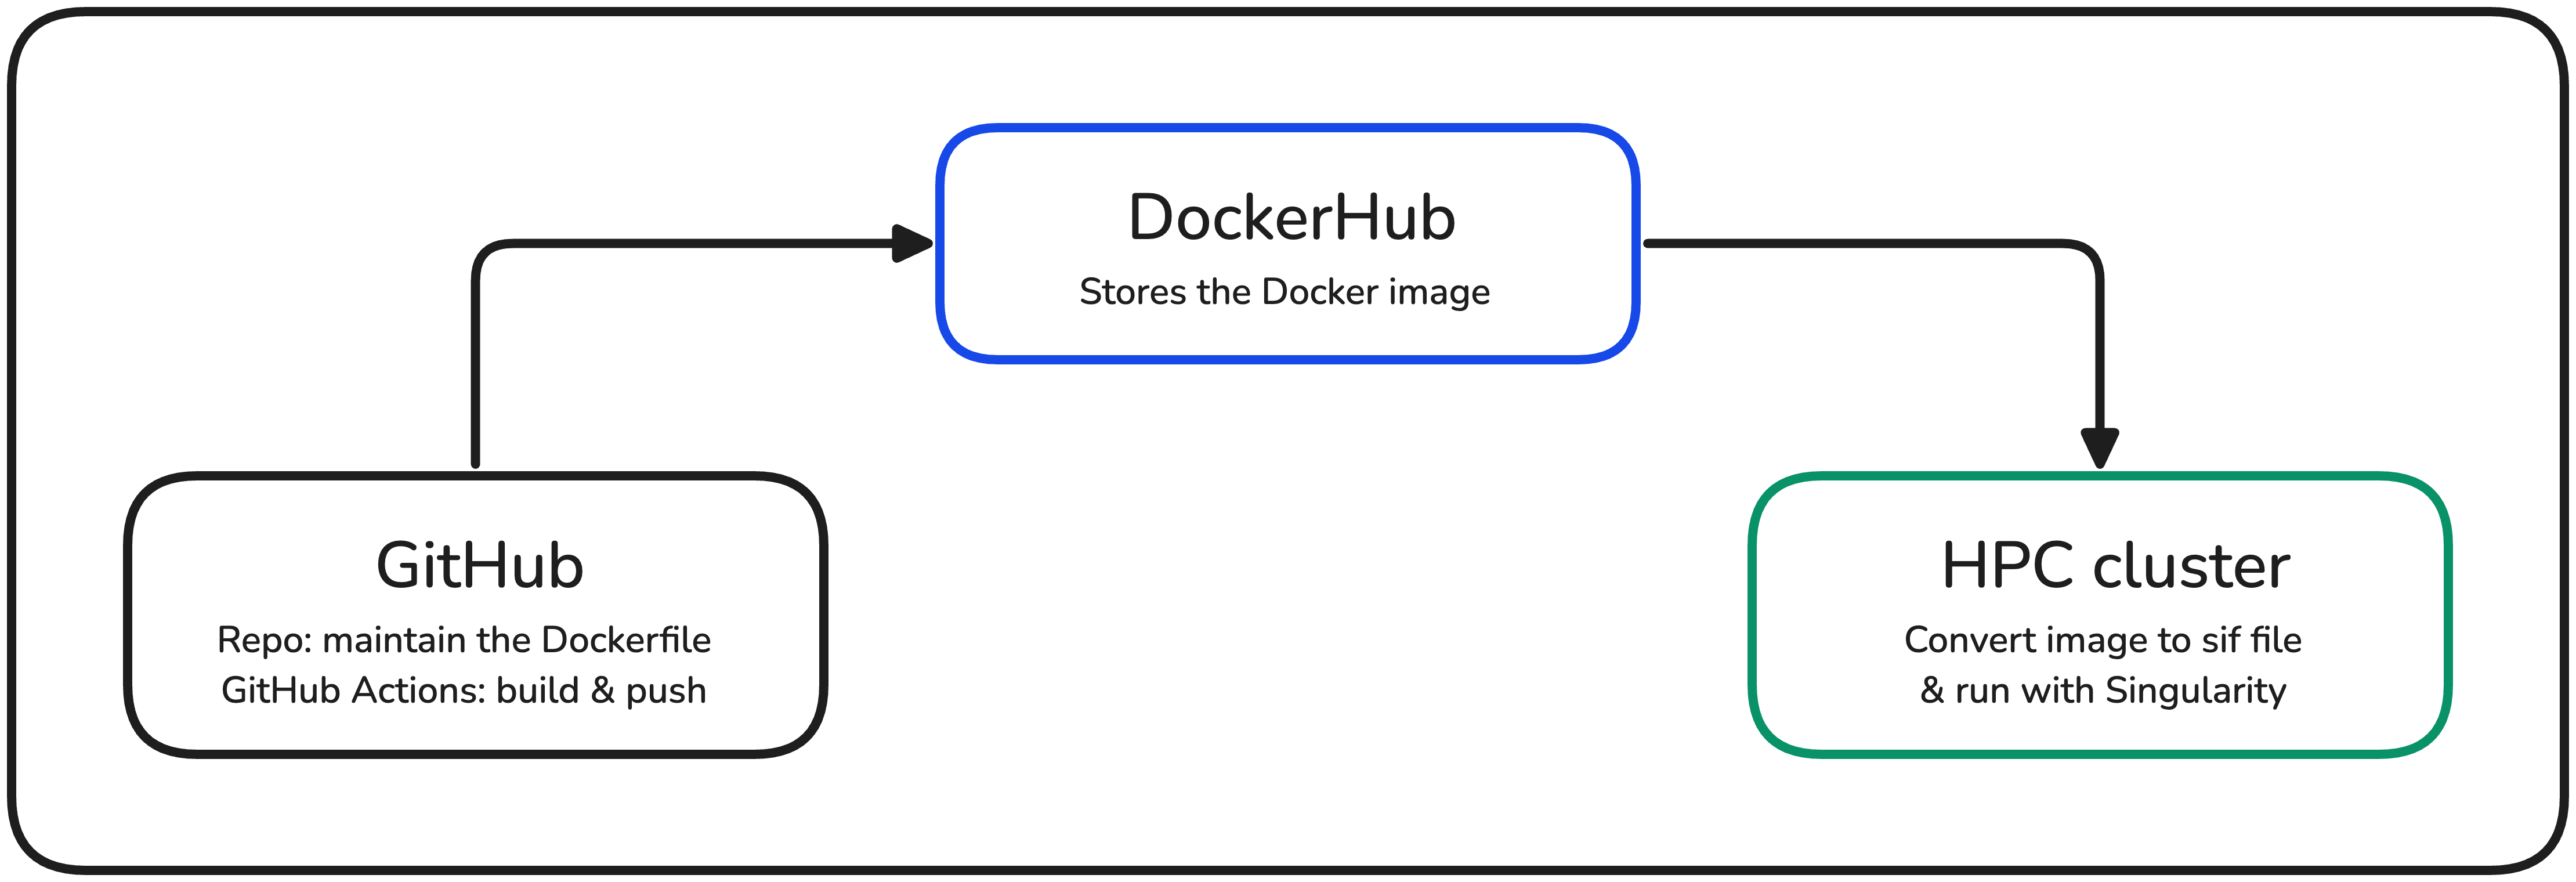 DockerHub
Stores the Docker image
GitHub
Repo: maintain the Dockerfile
GitHub Actions: build & push
HPC cluster
Convert image to sif file
& run with Singularity